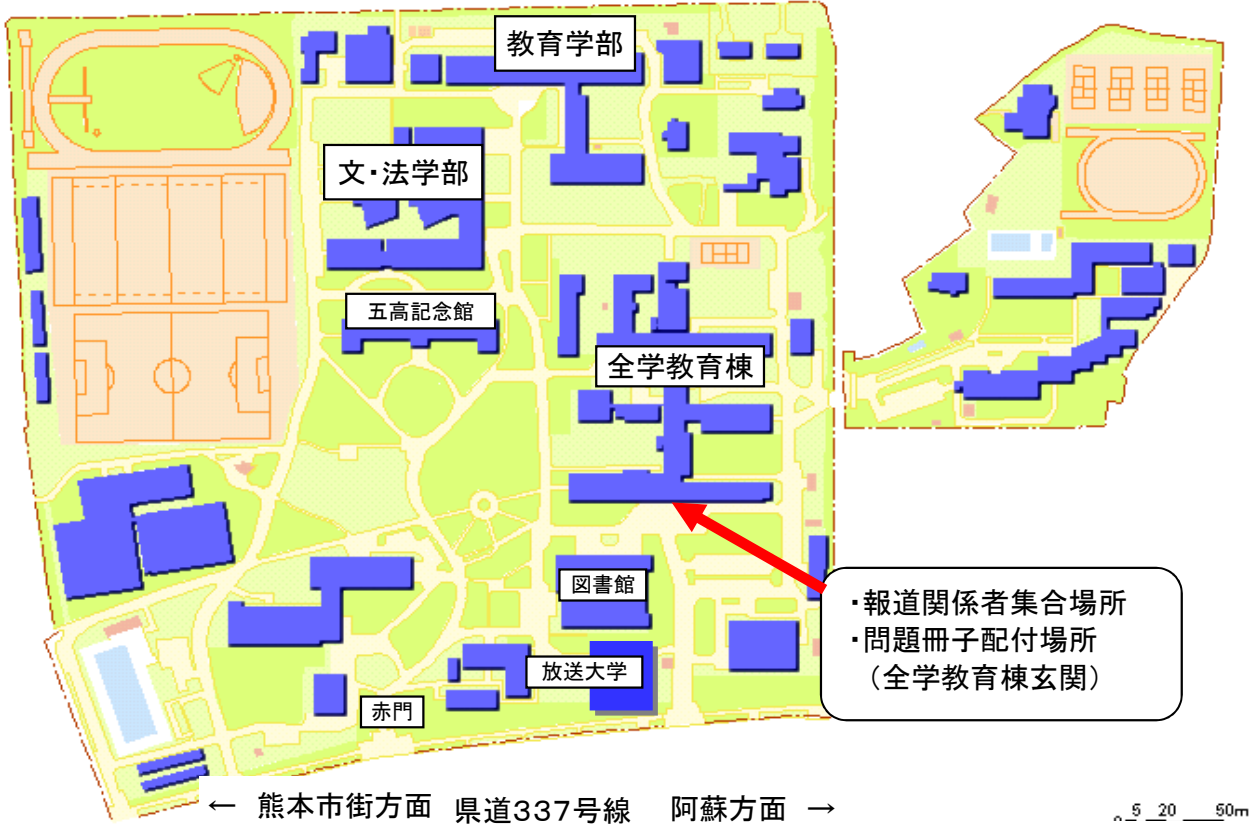 教育学部
文・法学部
五高記念館
全学教育棟
図書館
・報道関係者集合場所
・問題冊子配付場所
（全学教育棟玄関）
放送大学
赤門
← 熊本市街方面 県道337号線 阿蘇方面 →
0 5 20 50m